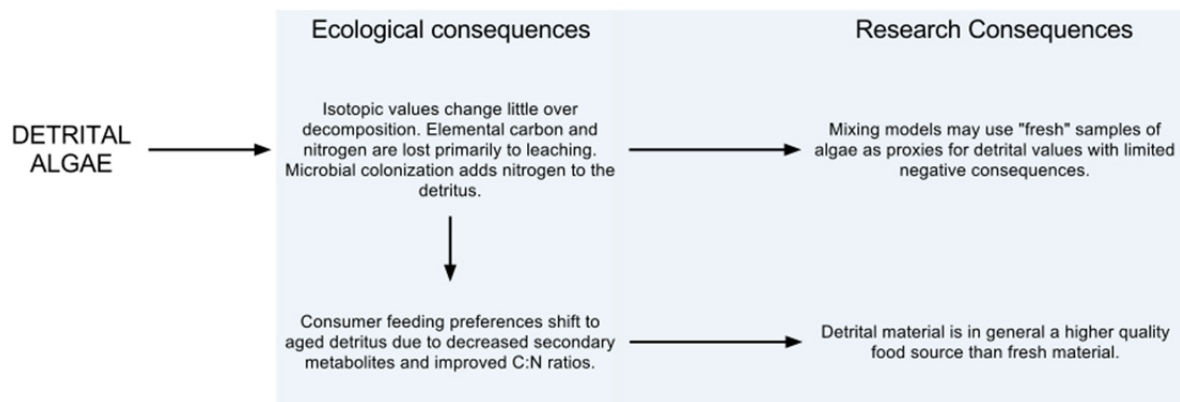 Ecological consequences
Research Consequences
DETRITAL
ALGAE
Isotopic values change little over
decomposition. Elemental carbon and
nitrogen are lost primarily to leaching.
Microbial colonization adds nitrogen to the
detritus.
Mixing models may use "fresh" samples of
algae as proxies for detrital values with limited
negative consequences.
Consumer feeding preferences shift to
aged detritus due to decreased secondary
metabolites and improved C:N ratios.
Detrital material is in general a higher quality
food source than fresh material.